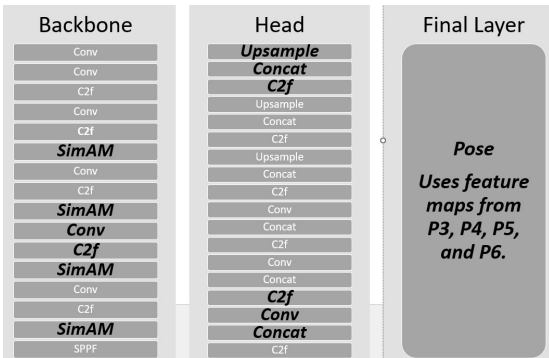 Backbone
Conv
Conv
C2f
Conv
C2f
SimAM
Conv
C2f
SimAM
Conv
C2f
SimAM
Conv
C2f
SimAM
SPPF
Head
Upsample
Concat
C2f
Upsample
Concat
C2f
Upsample
Concat
C2f
Conv
Concat
C2f
Conv
Concat
C2f
Conv
Concat
C2f
Final Layer
Pose
Uses feature
maps from
P3, P4, P5,
and P6.